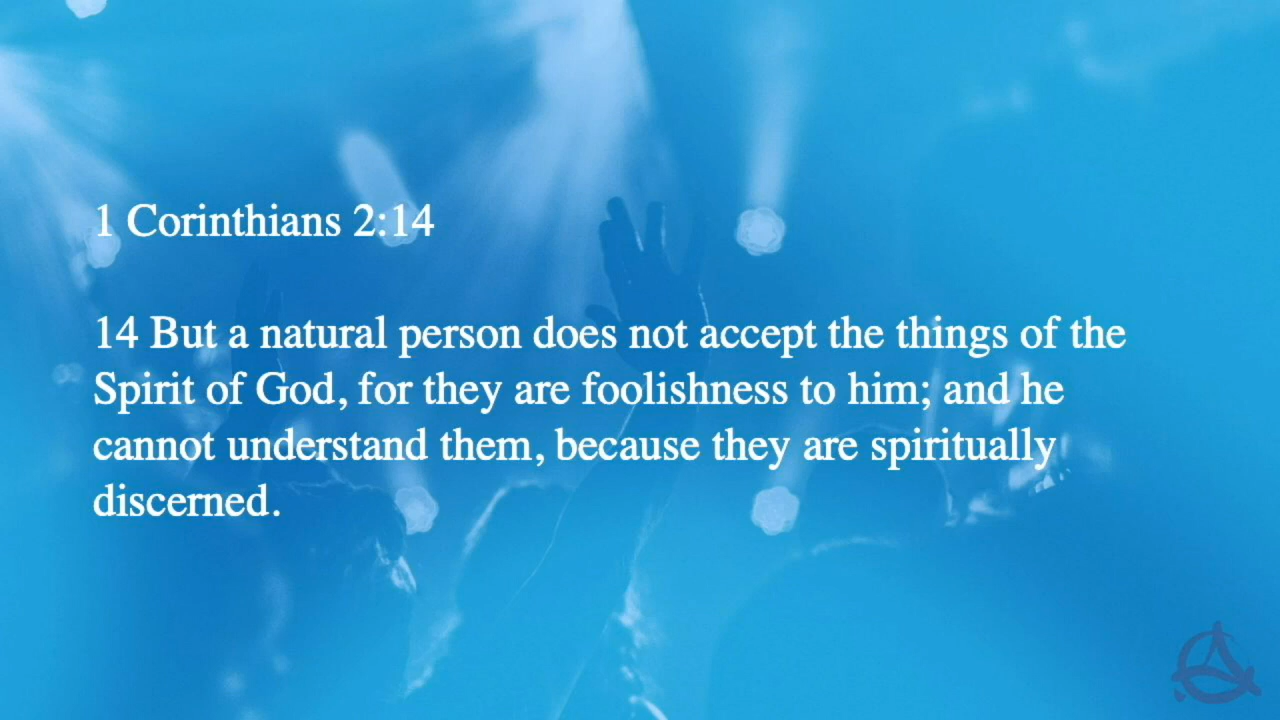 1 Corinthians 2:14
14 But a natural person does not accept the things of the
Spirit of God, for they are foolishness to him; and he
cannot understand them, because they are spiritually
discerned.